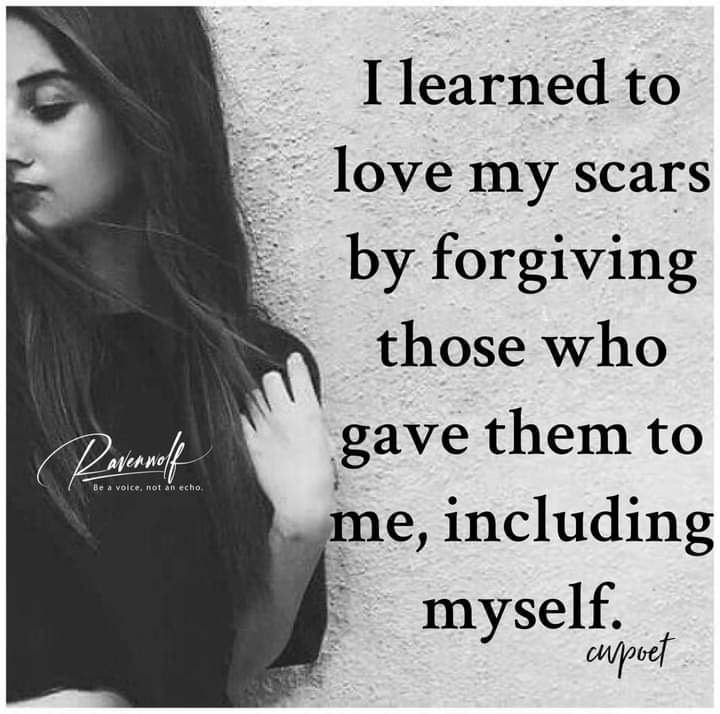 I learned to
love my scars
by forgiving
those who
gave them to
me, including
myself.
cwpoet
Ravenwolf
Be a voice, not an echo.